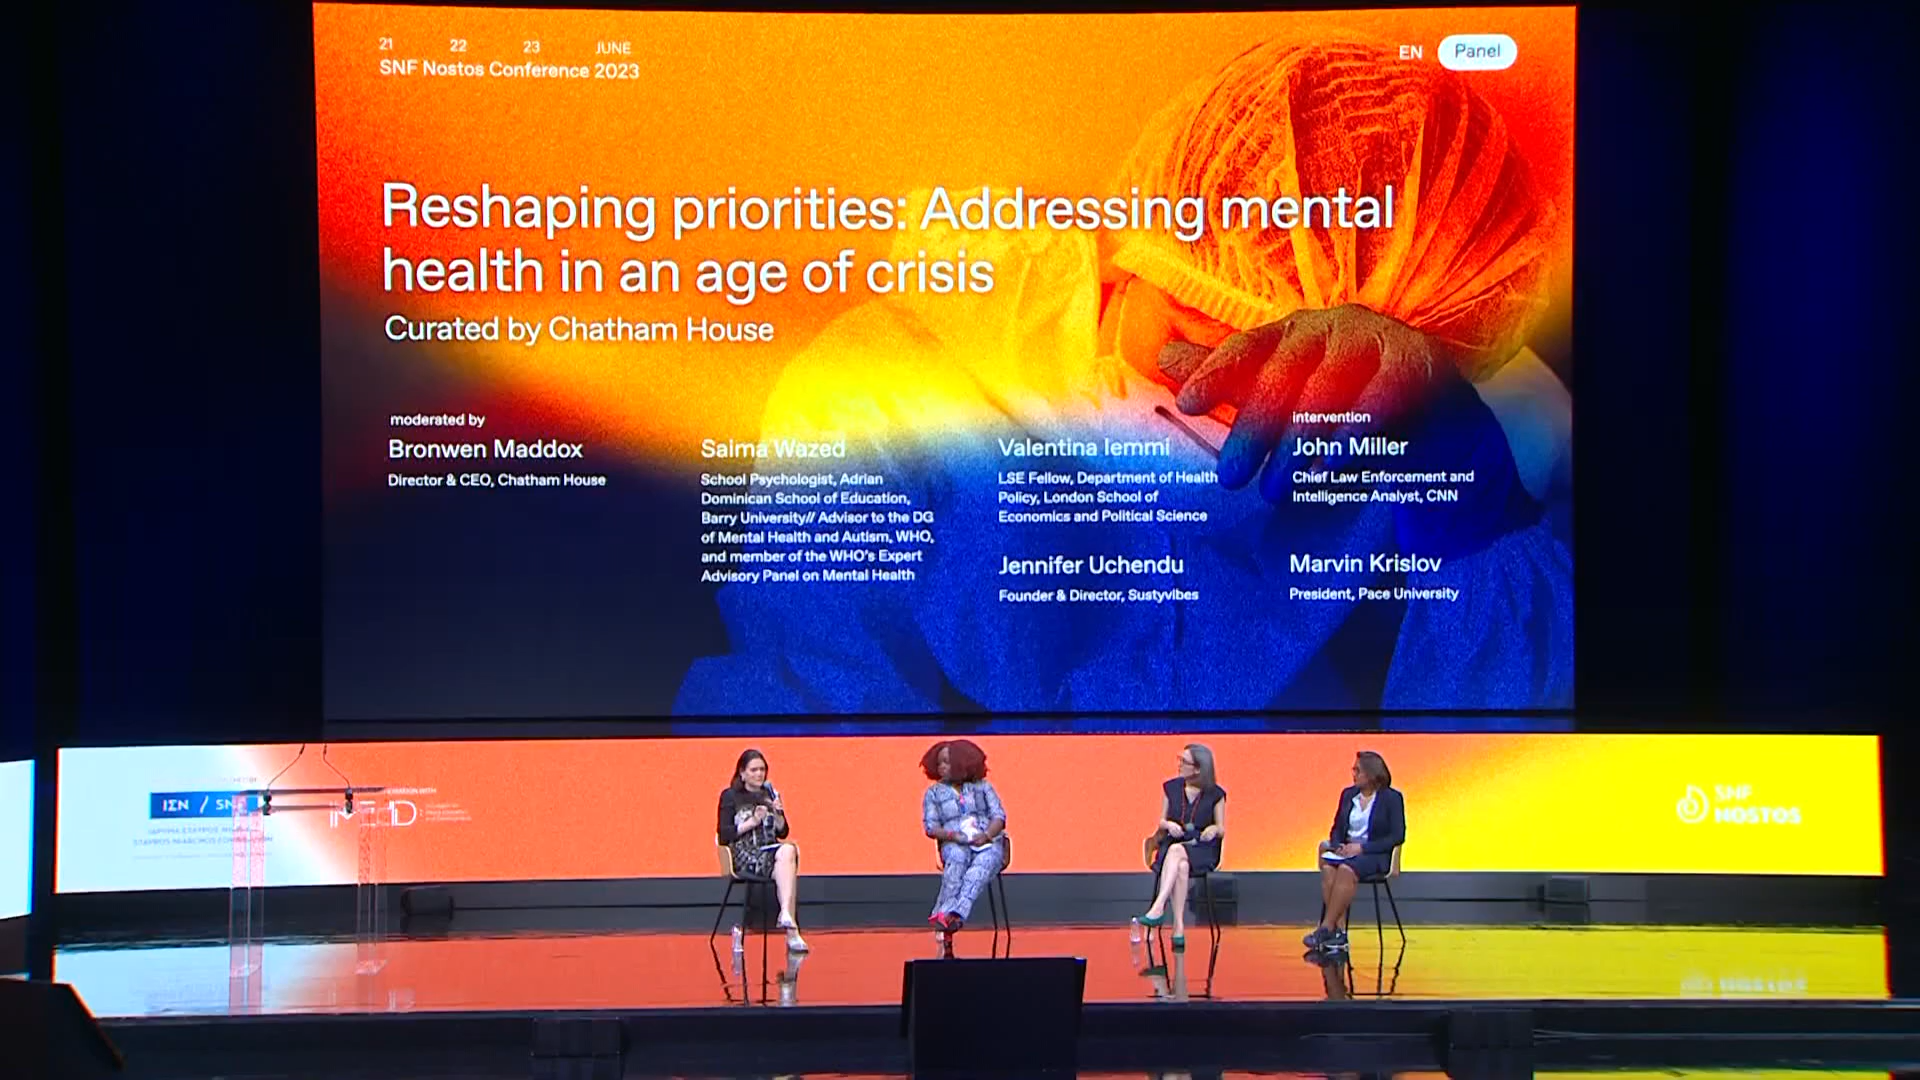 21 22 23 JUNE
SNF Nostos Conference 2023
EN Panel
Reshaping priorities: Addressing mental
health in an age of crisis
Curated by Chatham House
moderated by
Bronwen Maddox
Director & CEO, Chatham House
Saima Wazed
School Psychologist, Adrian
Dominican School of Education,
Barry University// Advisor to the DG
of Mental Health and Autism, WHO,
and member of the WHO's Expert
Advisory Panel on Mental Health
Valentina Iemmi
LSE Fellow, Department of Health
Policy, London School of
Economics and Political Science
Jennifer Uchendu
Founder & Director, Sustyvibes
intervention
John Miller
Chief Law Enforcement and
Intelligence Analyst, CNN
Marvin Krislov
President, Pace University
ΙΣΝ / SNF
SNF
NOSTOS